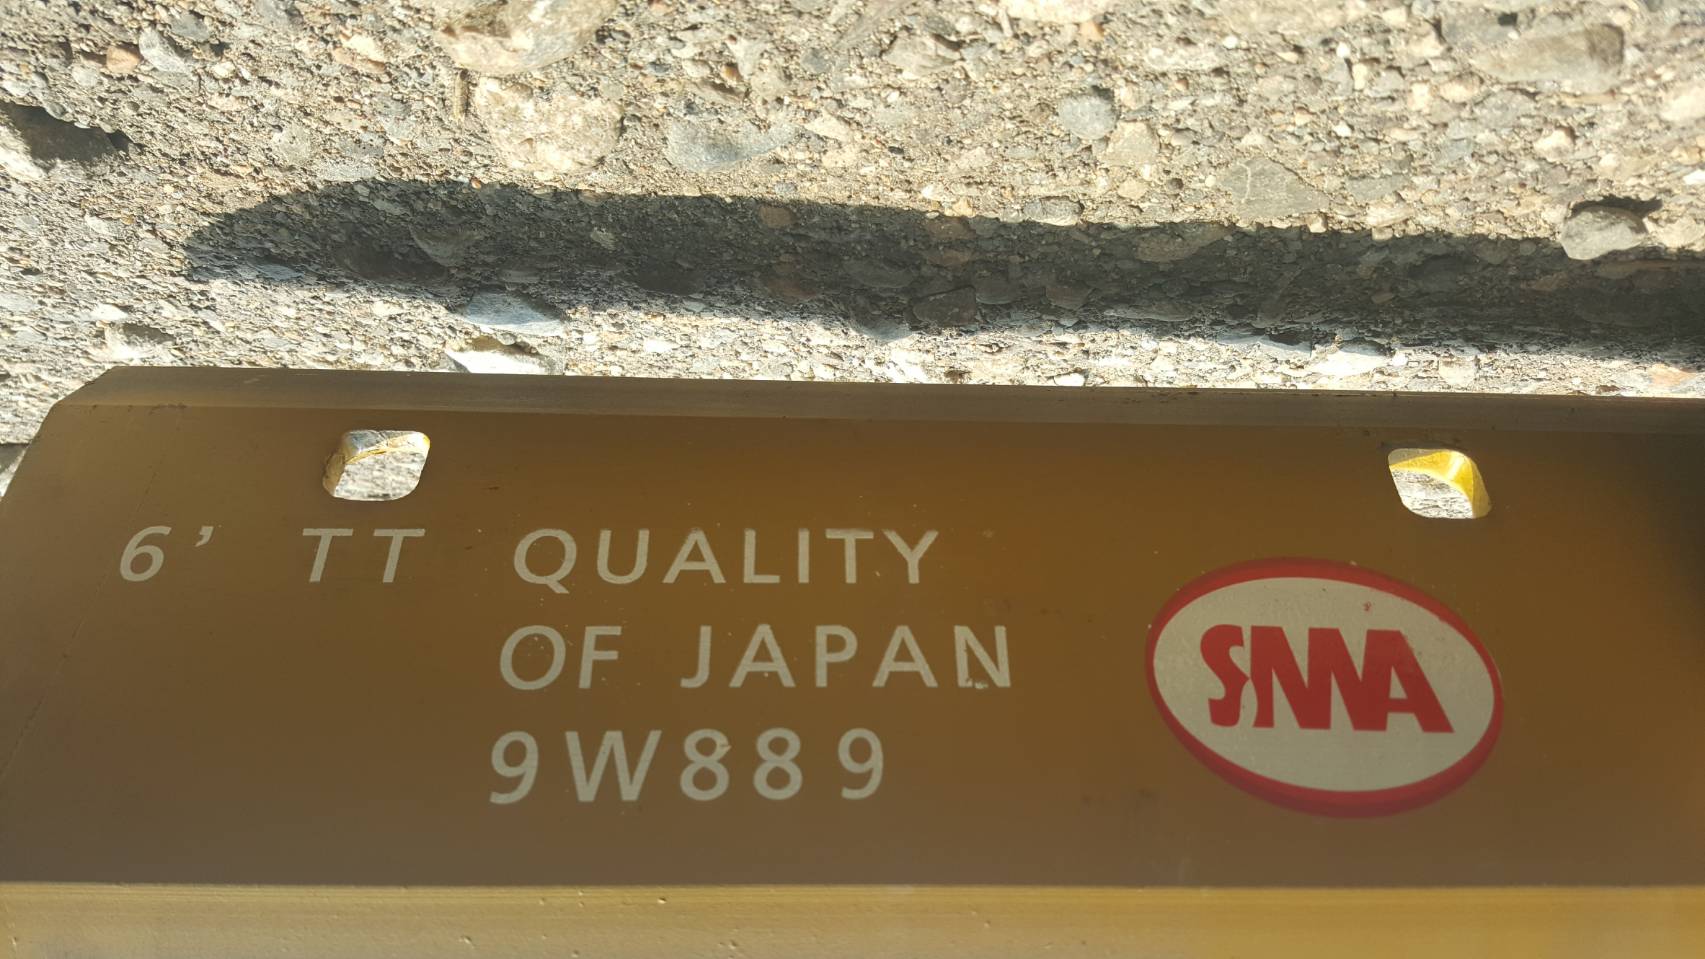 6' TT QUALITY
OF JAPAN
9W889
SMA